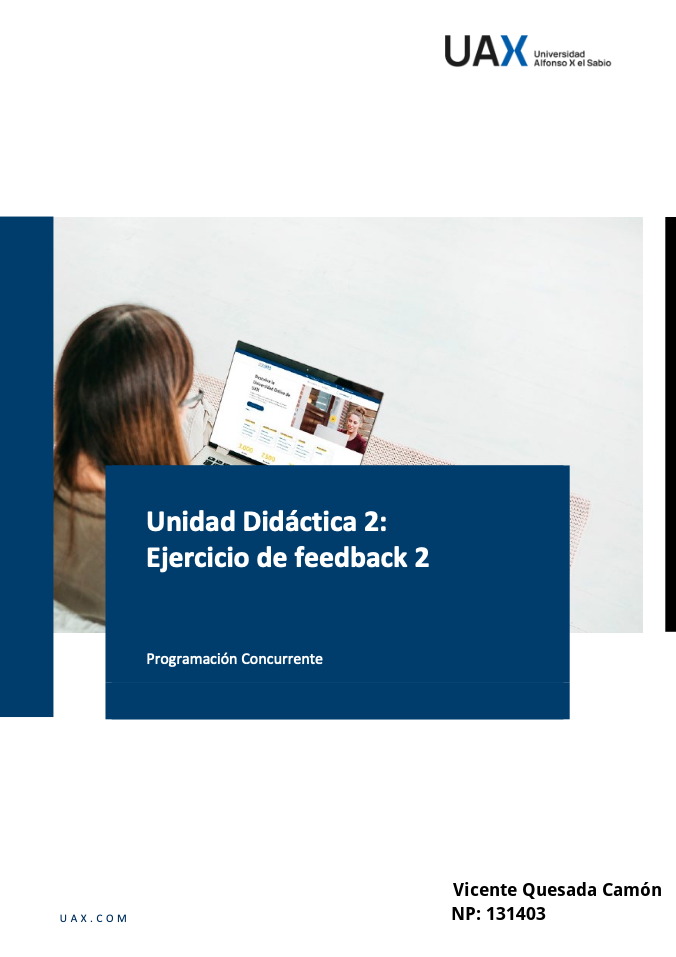 UAX Universidad
Alfonso X el Sabio
Unidad Didáctica 2:
Ejercicio de feedback 2
Programación Concurrente
Vicente Quesada Camón
NP: 131403
UAX.COM